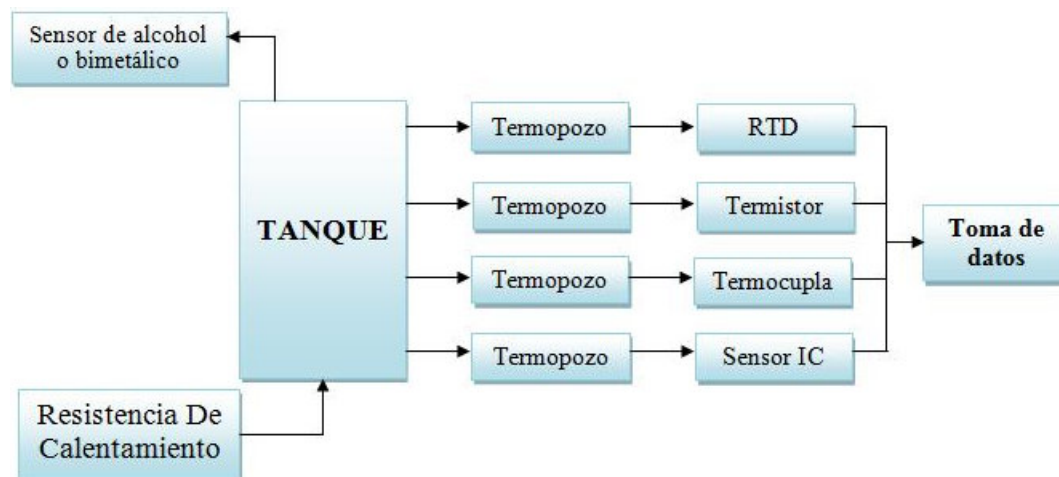 Sensor de alcohol
o bimetálico
TANQUE
Termopozo
RTD
Termopozo
Termistor
Termopozo
Termocupla
Termopozo
Sensor IC
Toma de
datos
Resistencia De
Calentamiento